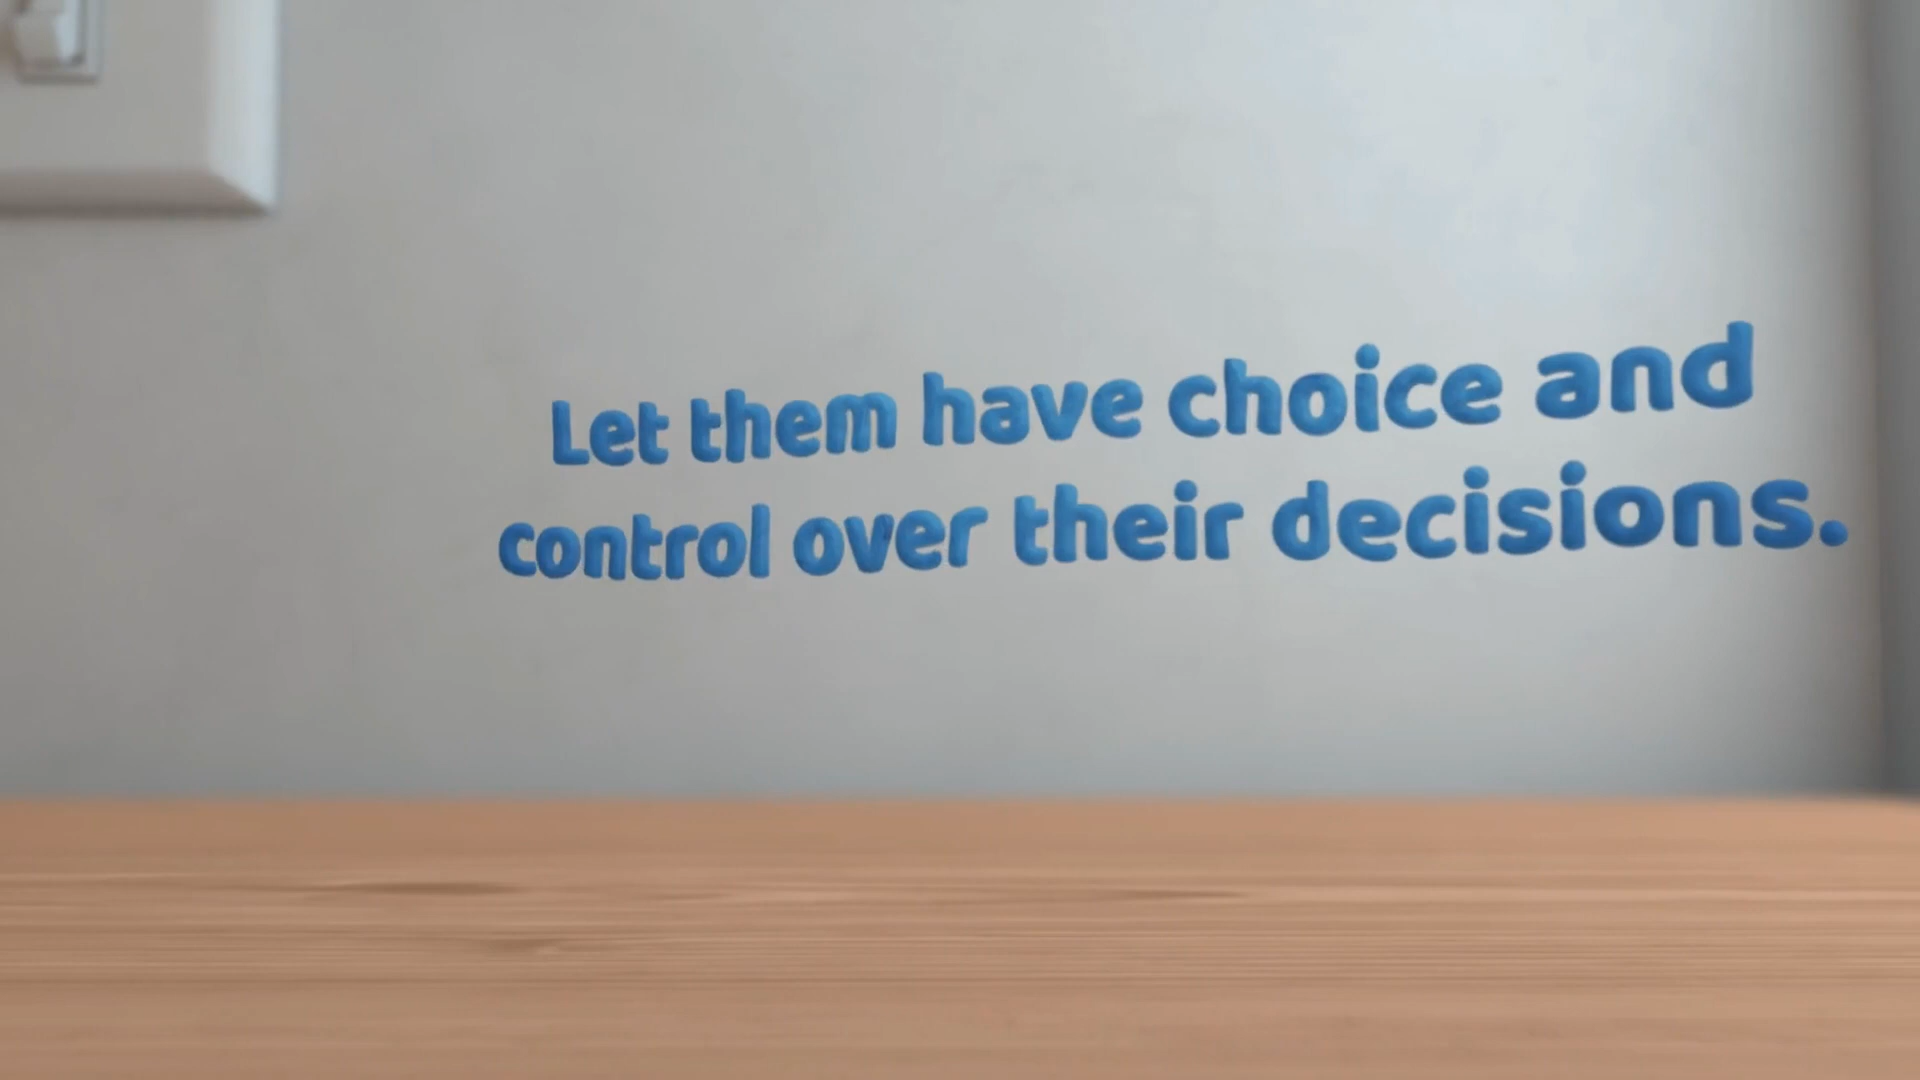 Let them have choice and
control over their decisions.